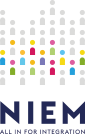 NIEM
ALL IN FOR INTEGRATION